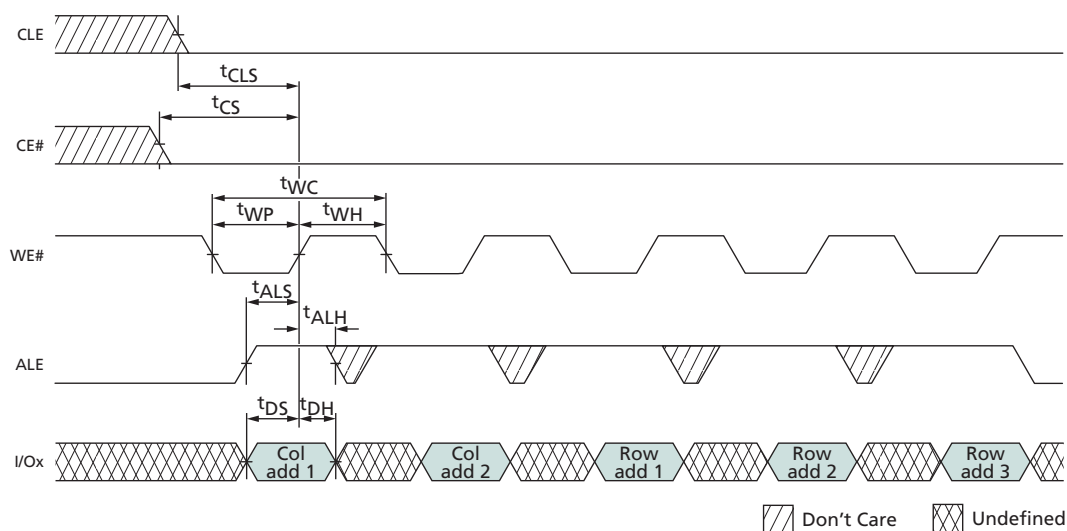 CLE
tCLS
tCS
CE#
tWC
tWP tWH
WE#
tALS
tALH
ALE
tDS tDH
I/Ox
Col add 1
Col add 2
Row add 1
Row add 2
Row add 3
Don't Care
Undefined